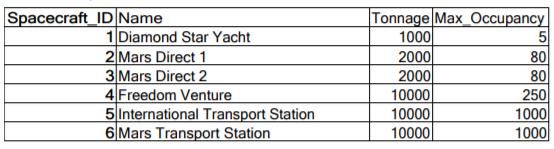 Spacecraft_ID Name Tonnage Max_Occupancy
1 Diamond Star Yacht 1000 5
2 Mars Direct 1 2000 80
3 Mars Direct 2 2000 80
4 Freedom Venture 10000 250
5 International Transport Station 10000 1000
6 Mars Transport Station 10000 1000